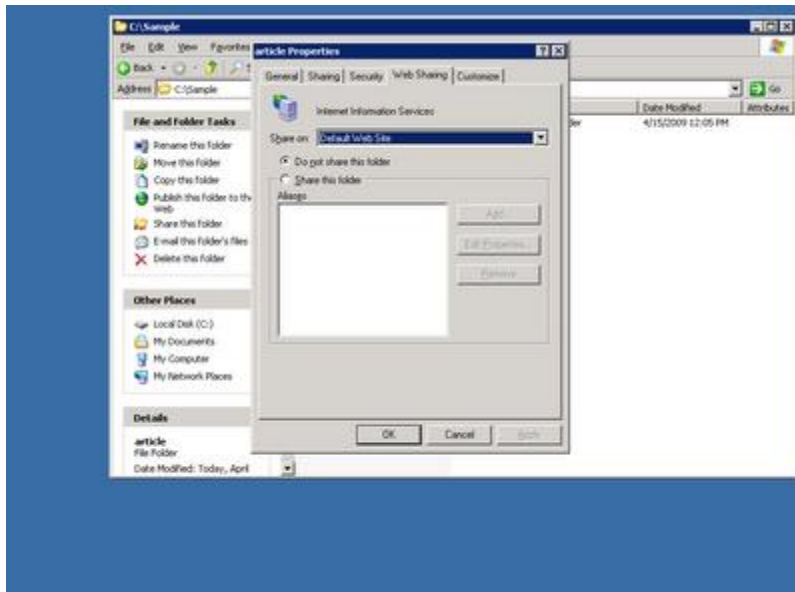 C:\Sample
File Edit View Favorites
Back
Address C:\Sample
Go
Date Modified Attributes
4/15/2009 12:05 PM
File and Folder Tasks
Rename this folder
Move this folder
Copy this folder
Publish this folder to the
Web
Share this folder
E-mail this folder's files
Delete this folder
Other Places
Local Disk (C:)
My Documents
My Computer
My Network Places
Details
article
File Folder
Date Modified: Today, April
article Properties
General Sharing Security Web Sharing Customize
Internet Information Services
Share on: Default Web Site
Do not share this folder
Share this folder
Aliases
Add...
Edit Properties...
Remove
OK Cancel Apply